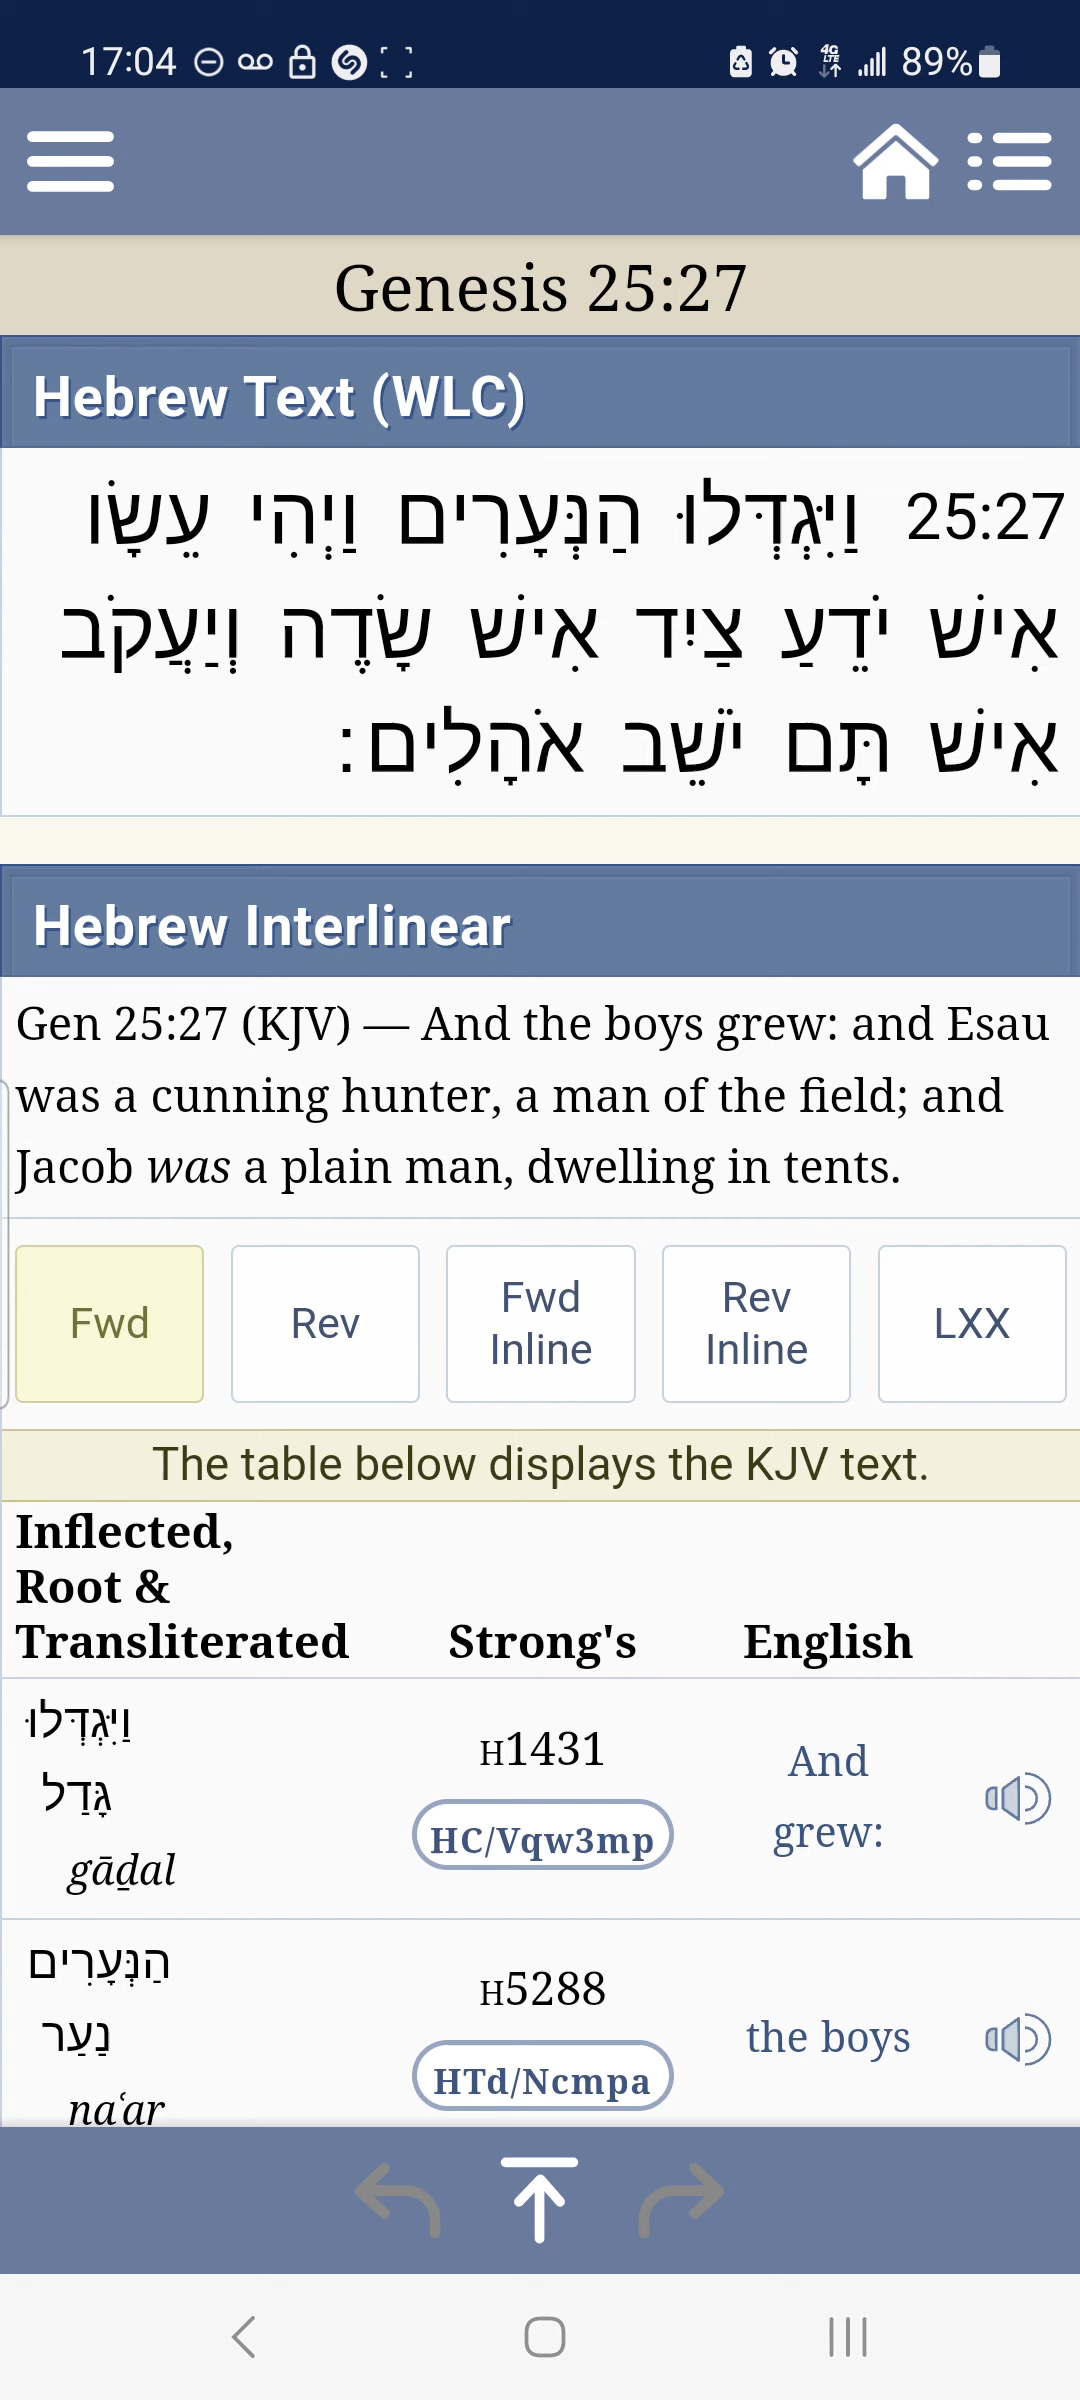 17:04 89%
4G LTE
Genesis 25:27
Hebrew Text (WLC)
25:27 וַיִּגְדְּלוּ הַנְּעָרִים וַיְהִי עֵשָׂו
אִישׁ יֹדֵעַ צַיִד אִישׁ שָׂדֶה וְיַעֲקֹב
אִישׁ תָּם יֹשֵׁב אֹהָלִים׃
Hebrew Interlinear
Gen 25:27 (KJV) — And the boys grew: and Esau
was a cunning hunter, a man of the field; and
Jacob was a plain man, dwelling in tents.
Fwd Rev Fwd Inline Rev Inline LXX
The table below displays the KJV text.
Inflected,
Root &
Transliterated Strong's English
וַיִּגְדְּלוּ
גָּדַל
gāḏal
H1431
HC/Vqw3mp
And
grew:
הַנְּעָרִים
נַעַר
naʿar
H5288
HTd/Ncmpa
the boys